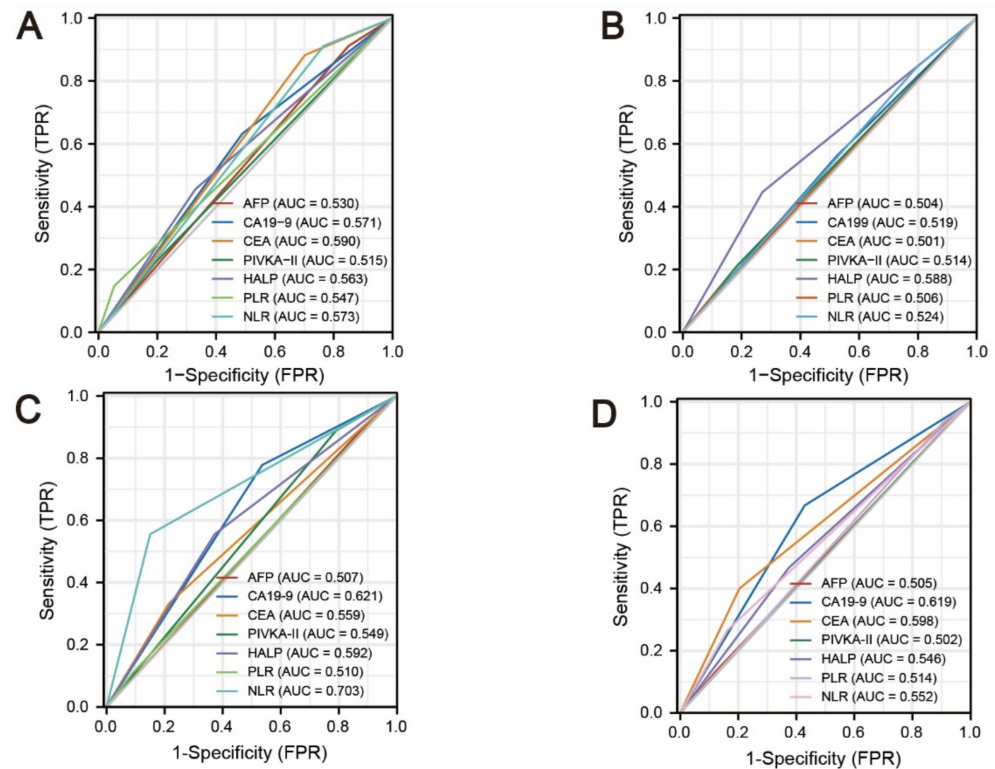 A
1.0
0.8
0.6
0.4
0.2
0.0
Sensitivity (TPR)
AFP (AUC = 0.530)
CA19−9 (AUC = 0.571)
CEA (AUC = 0.590)
PIVKA−II (AUC = 0.515)
HALP (AUC = 0.563)
PLR (AUC = 0.547)
NLR (AUC = 0.573)
0.0 0.2 0.4 0.6 0.8 1.0
1−Specificity (FPR)
B
1.0
0.8
0.6
0.4
0.2
0.0
Sensitivity (TPR)
AFP (AUC = 0.504)
CA199 (AUC = 0.519)
CEA (AUC = 0.501)
PIVKA−II (AUC = 0.514)
HALP (AUC = 0.588)
PLR (AUC = 0.506)
NLR (AUC = 0.524)
0.0 0.2 0.4 0.6 0.8 1.0
1−Specificity (FPR)
C
1.0
0.8
0.6
0.4
0.2
0.0
Sensitivity (TPR)
AFP (AUC = 0.507)
CA19-9 (AUC = 0.621)
CEA (AUC = 0.559)
PIVKA-II (AUC = 0.549)
HALP (AUC = 0.592)
PLR (AUC = 0.510)
NLR (AUC = 0.703)
0.0 0.2 0.4 0.6 0.8 1.0
1-Specificity (FPR)
D
1.0
0.8
0.6
0.4
0.2
0.0
Sensitivity (TPR)
AFP (AUC = 0.505)
CA19-9 (AUC = 0.619)
CEA (AUC = 0.598)
PIVKA-II (AUC = 0.502)
HALP (AUC = 0.546)
PLR (AUC = 0.514)
NLR (AUC = 0.552)
0.0 0.2 0.4 0.6 0.8 1.0
1-Specificity (FPR)